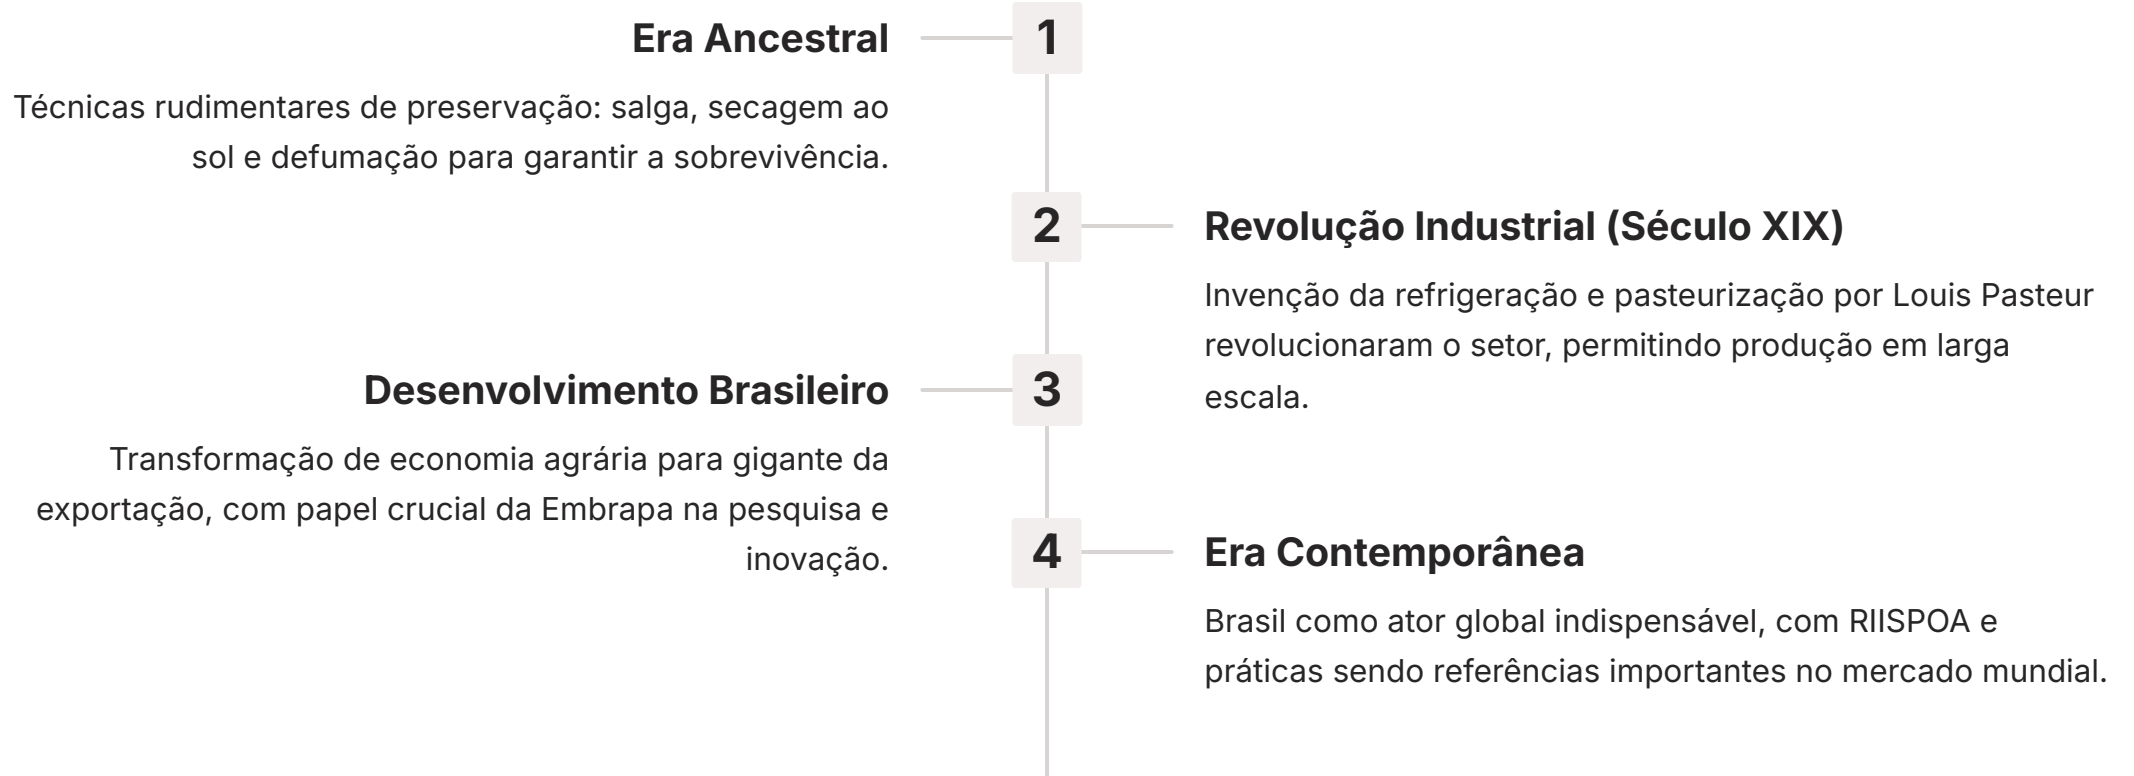 1
Era Ancestral
Técnicas rudimentares de preservação: salga, secagem ao
sol e defumação para garantir a sobrevivência.
2
Revolução Industrial (Século XIX)
Invenção da refrigeração e pasteurização por Louis Pasteur
revolucionaram o setor, permitindo produção em larga
escala.
3
Desenvolvimento Brasileiro
Transformação de economia agrária para gigante da
exportação, com papel crucial da Embrapa na pesquisa e
inovação.
4
Era Contemporânea
Brasil como ator global indispensável, com RIISPOA e
práticas sendo referências importantes no mercado mundial.